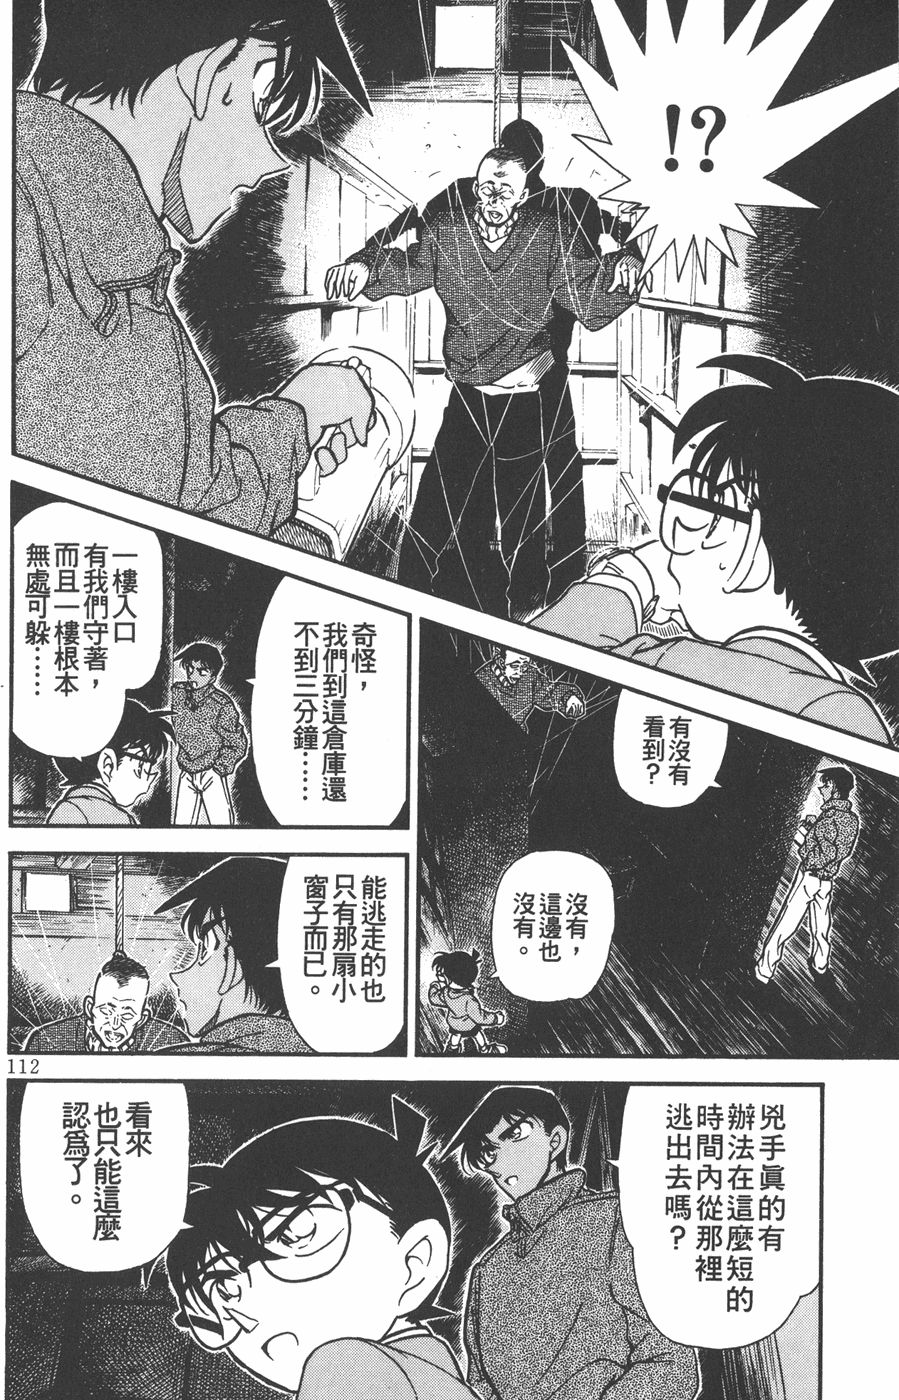 !?
有沒有
看到?
沒有，
這邊也
沒有。
奇怪，
我們到這倉庫還
不到三分鐘……
一樓入口
有我們守著，
而且一樓根本
無處可躲……
能逃走的也
只有那扇小
窗子而已。
112
兇手眞的有
辦法在這麼短的
時間內從那裡
逃出去嗎?
看來
也只能這麼
認爲了。